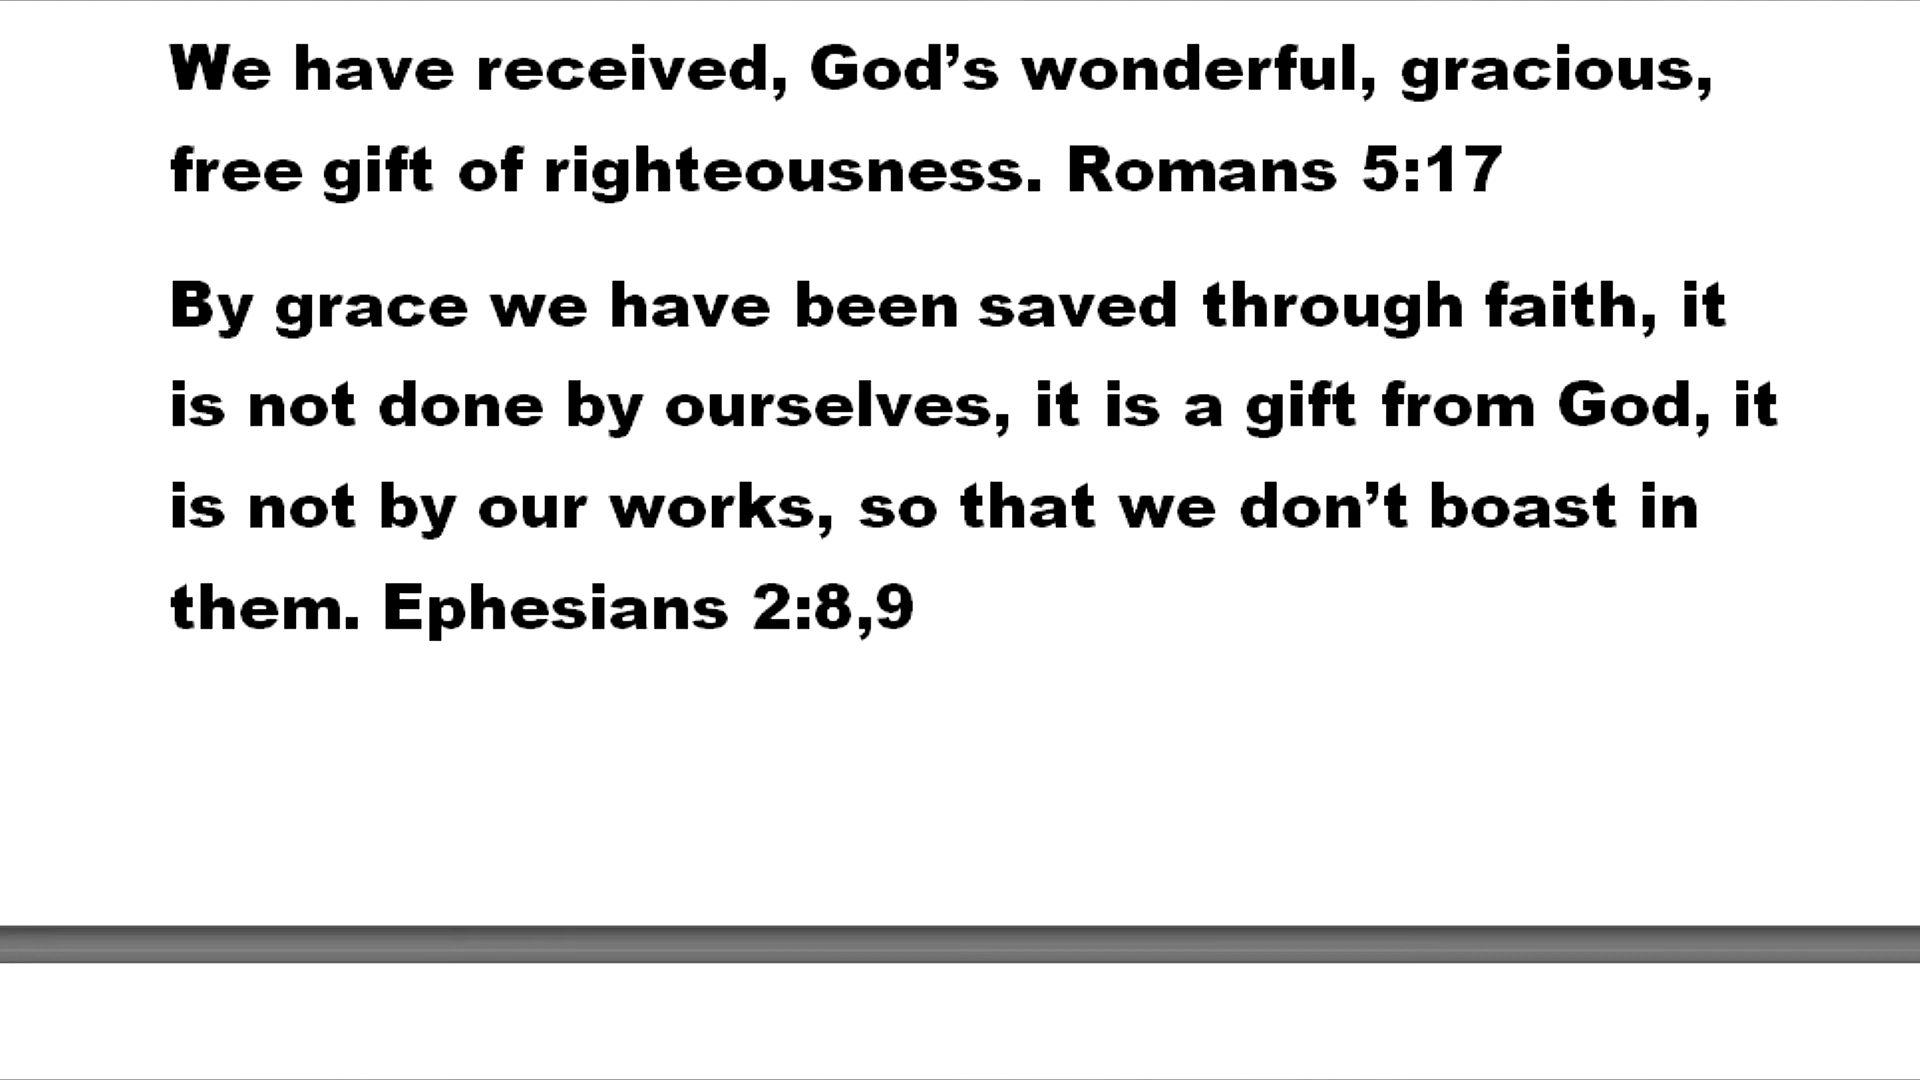 We have received, God’s wonderful, gracious,
free gift of righteousness. Romans 5:17
By grace we have been saved through faith, it
is not done by ourselves, it is a gift from God, it
is not by our works, so that we don’t boast in
them. Ephesians 2:8,9